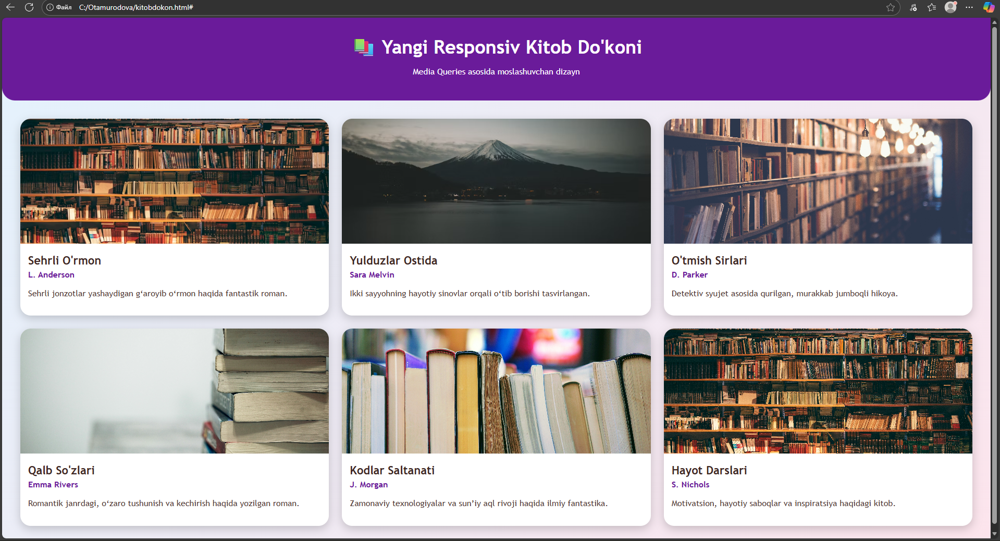 Файл C:/Otamurodova/kitobdokon.html#
Yangi Responsiv Kitob Do'koni
Media Queries asosida moslashuvchan dizayn
Sehrli O'rmon
L. Anderson
Sehrli jonzotlar yashaydigan g‘aroyib o‘rmon haqida fantastik roman.
Yulduzlar Ostida
Sara Melvin
Ikki sayyohning hayotiy sinovlar orqali o‘tib borishi tasvirlangan.
O'tmish Sirlari
D. Parker
Detektiv syujet asosida qurilgan, murakkab jumboqli hikoya.
Qalb So'zlari
Emma Rivers
Romantik janrdagi, o‘zaro tushunish va kechirish haqida yozilgan roman.
Kodlar Saltanati
J. Morgan
Zamonaviy texnologiyalar va sun’iy aql rivoji haqida ilmiy fantastika.
Hayot Darslari
S. Nichols
Motivatsion, hayotiy saboqlar va inspiratsiya haqidagi kitob.